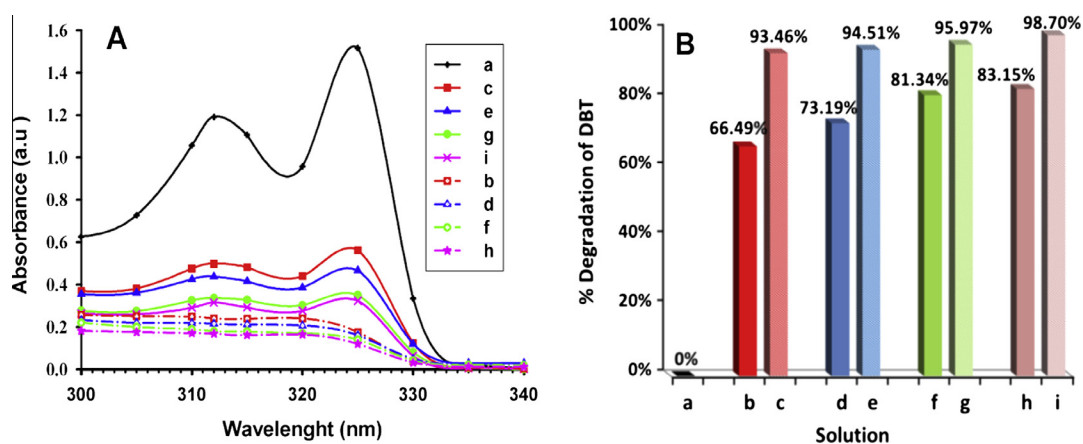 A
Absorbance (a.u )
1.6
1.4
1.2
1.0
0.8
0.6
0.4
0.2
0.0
300
310
320
330
340
Wavelenght (nm)
a
c
e
g
i
b
d
f
h
B
% Degradation of DBT
100%
80%
60%
40%
20%
0%
0%
66.49%
93.46%
73.19%
94.51%
81.34%
95.97%
83.15%
98.70%
a
b
c
d
e
f
g
h
i
Solution